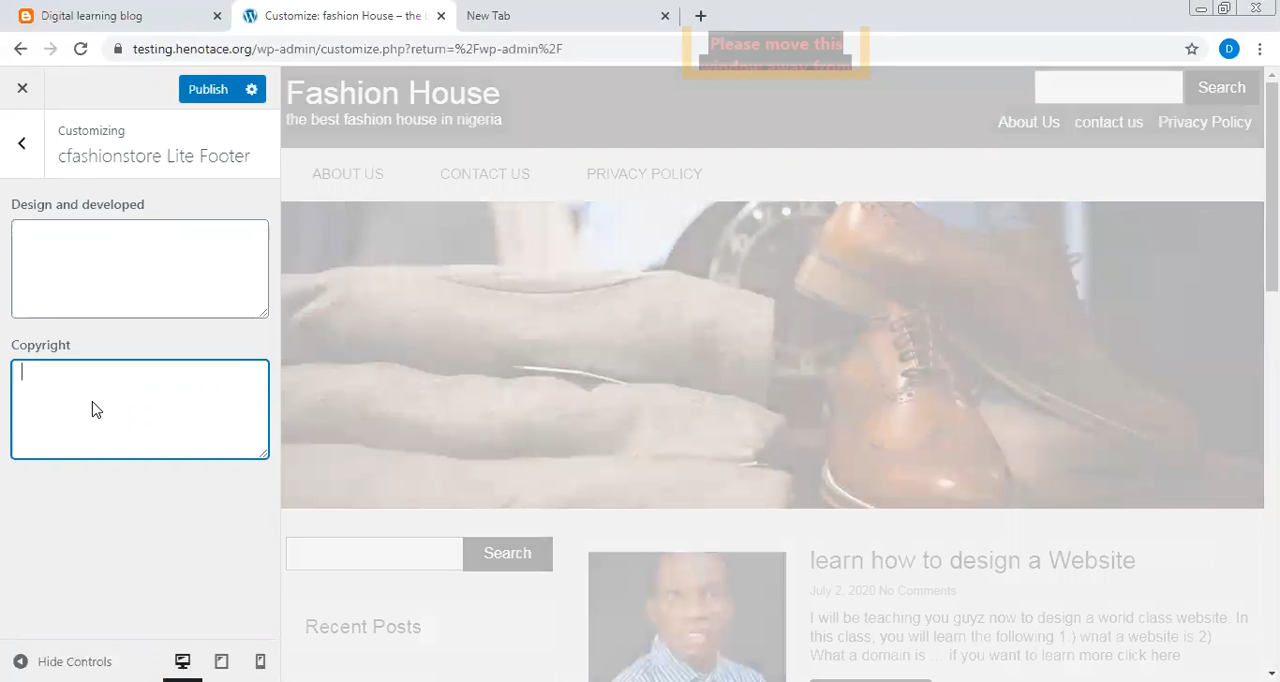 Digital learning blog
Customize: fashion House – the
New Tab
testing.henotace.org/wp-admin/customize.php?return=%2Fwp-admin%2F
Please move this
window away from
D
Publish
Customizing
cfashionstore Lite Footer
Design and developed
Copyright
Hide Controls
Fashion House
the best fashion house in nigeria
Search
About Us contact us Privacy Policy
ABOUT US CONTACT US PRIVACY POLICY
Search
Recent Posts
learn how to design a Website
July 2, 2020 No Comments
I will be teaching you guyz now to design a world class website. In
this class, you will learn the following 1.) what a website is 2)
What a domain is ... if you want to learn more click here